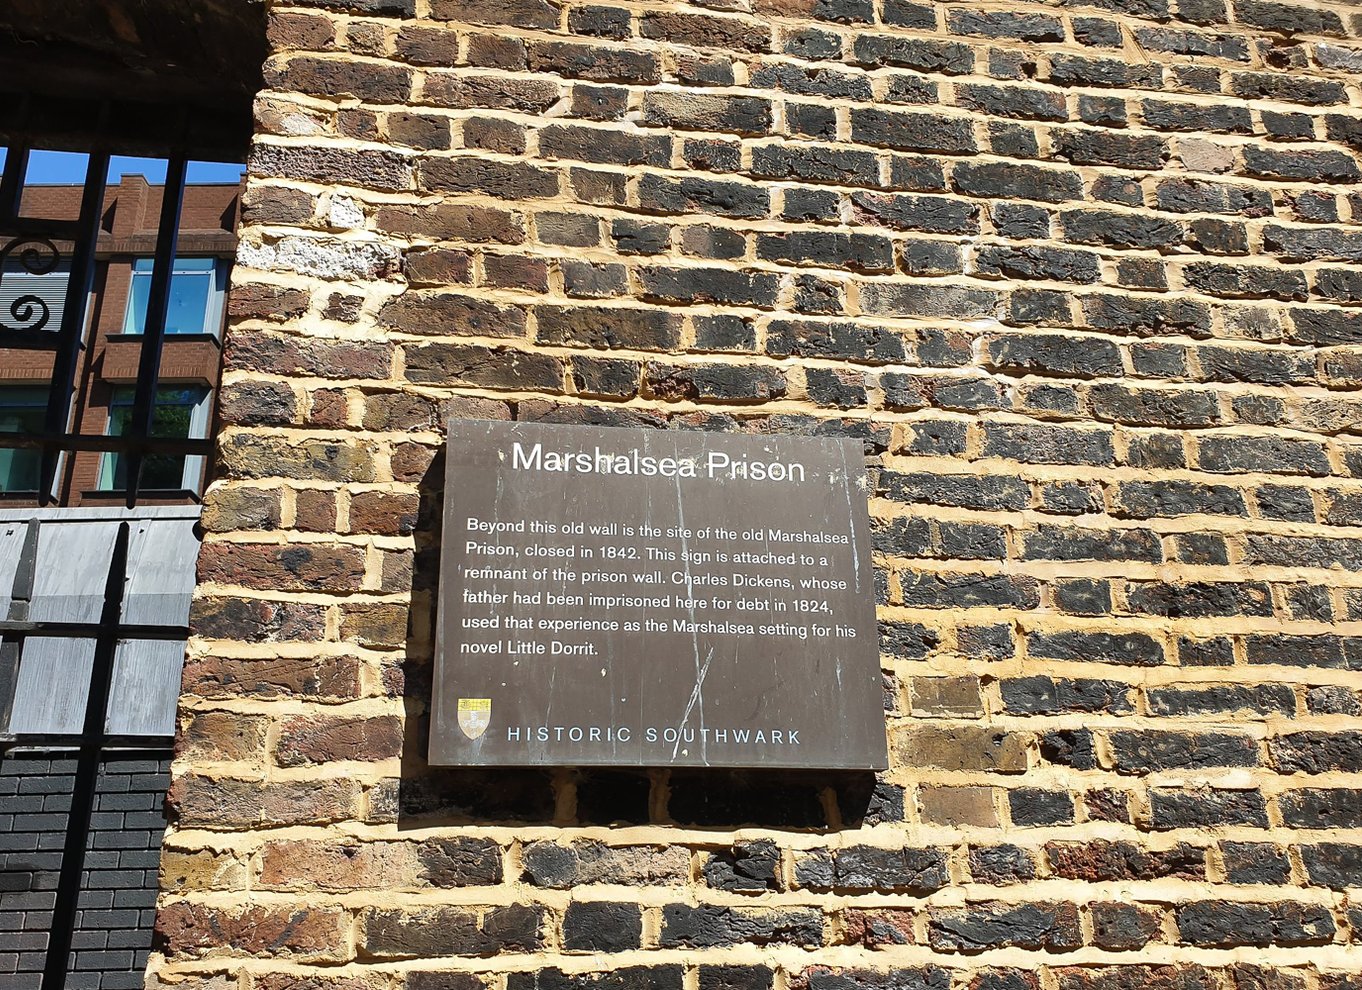 Marshalsea Prison
Beyond this old wall is the site of the old Marshalsea
Prison, closed in 1842. This sign is attached to a
remnant of the prison wall. Charles Dickens, whose
father had been imprisoned here for debt in 1824,
used that experience as the Marshalsea setting for his
novel Little Dorrit.
HISTORIC SOUTHWARK